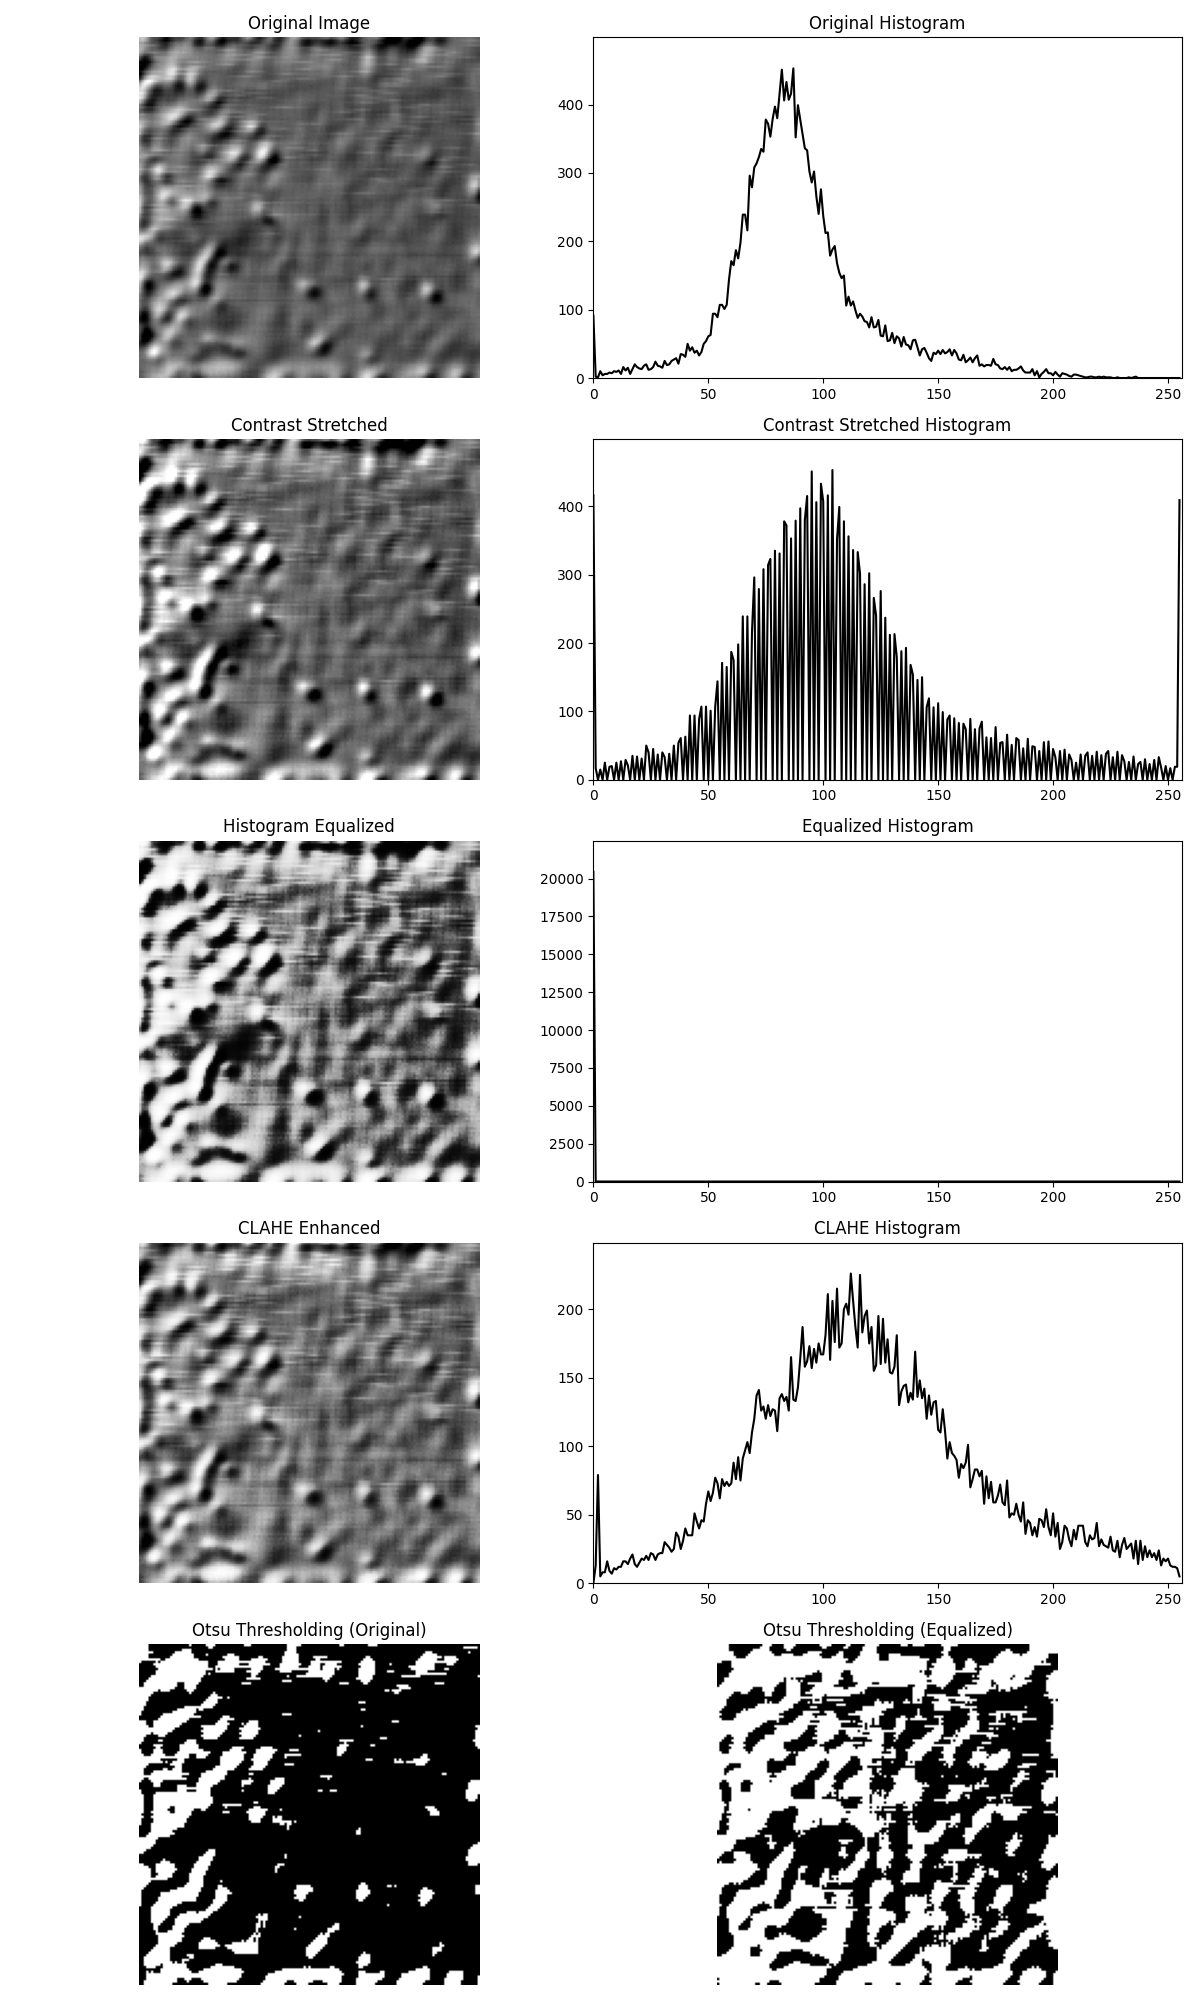 Original Image
Original Histogram
400
300
200
100
0
0 50 100 150 200 250
Contrast Stretched
Contrast Stretched Histogram
400
300
200
100
0
0 50 100 150 200 250
Histogram Equalized
Equalized Histogram
20000
17500
15000
12500
10000
7500
5000
2500
0
0 50 100 150 200 250
CLAHE Enhanced
CLAHE Histogram
200
150
100
50
0
0 50 100 150 200 250
Otsu Thresholding (Original)
Otsu Thresholding (Equalized)